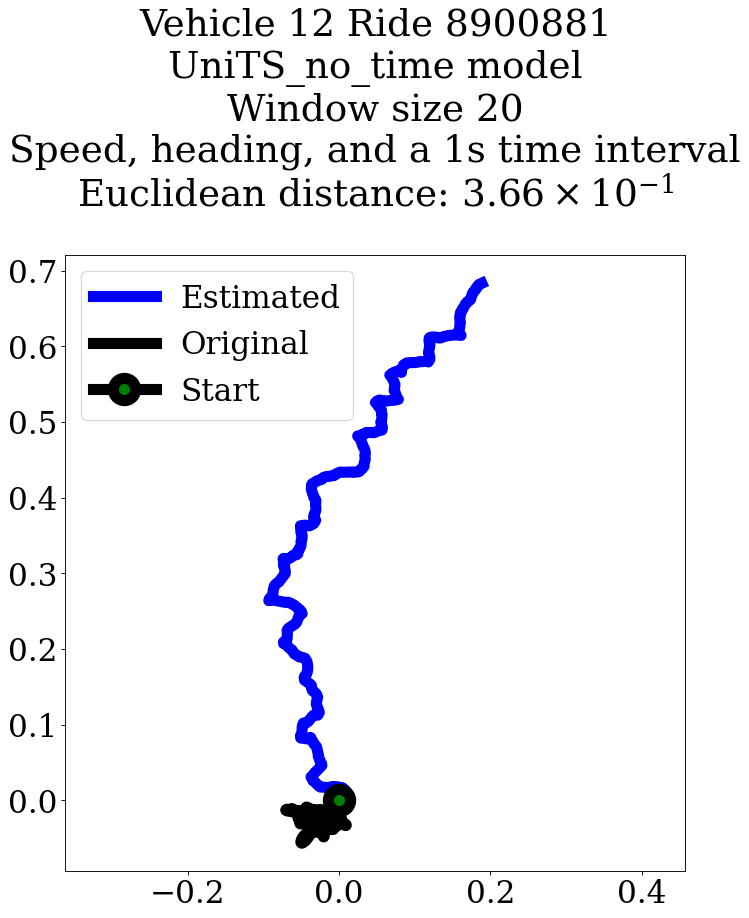 Vehicle 12 Ride 8900881
UniTS_no_time model
Window size 20
Speed, heading, and a 1s time interval
Euclidean distance: 3.66 × 10⁻¹
Estimated
Original
Start
0.7
0.6
0.5
0.4
0.3
0.2
0.1
0.0
−0.2
0.0
0.2
0.4